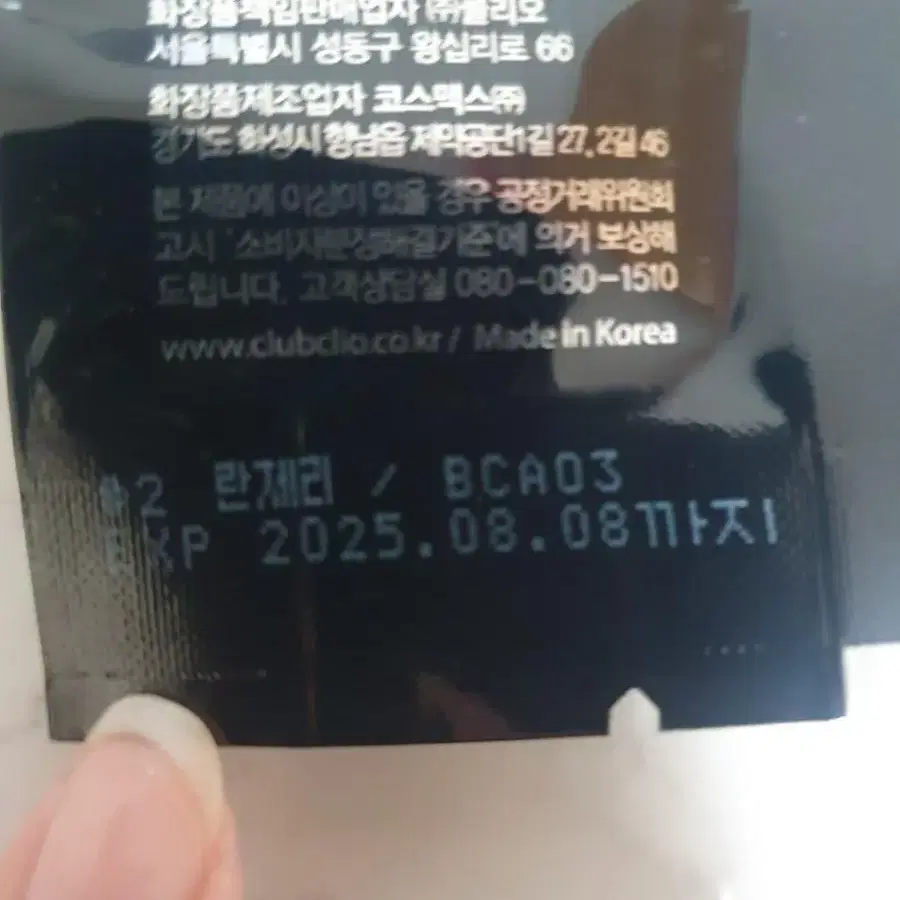 화장품책임판매업자 ㈜클리오
서울특별시 성동구 왕십리로 66
화장품제조업자 코스맥스㈜
경기도 화성시 향남읍 제약공단1길 27, 2길 46
본 제품에 이상이 있을 경우 공정거래위원회
고시 '소비자분쟁해결기준'에 의거 보상해
드립니다. 고객상담실 080-080-1510
www.clubclio.co.kr / Made in Korea
#2 란제리 / BCA03
EXP 2025.08.08까지